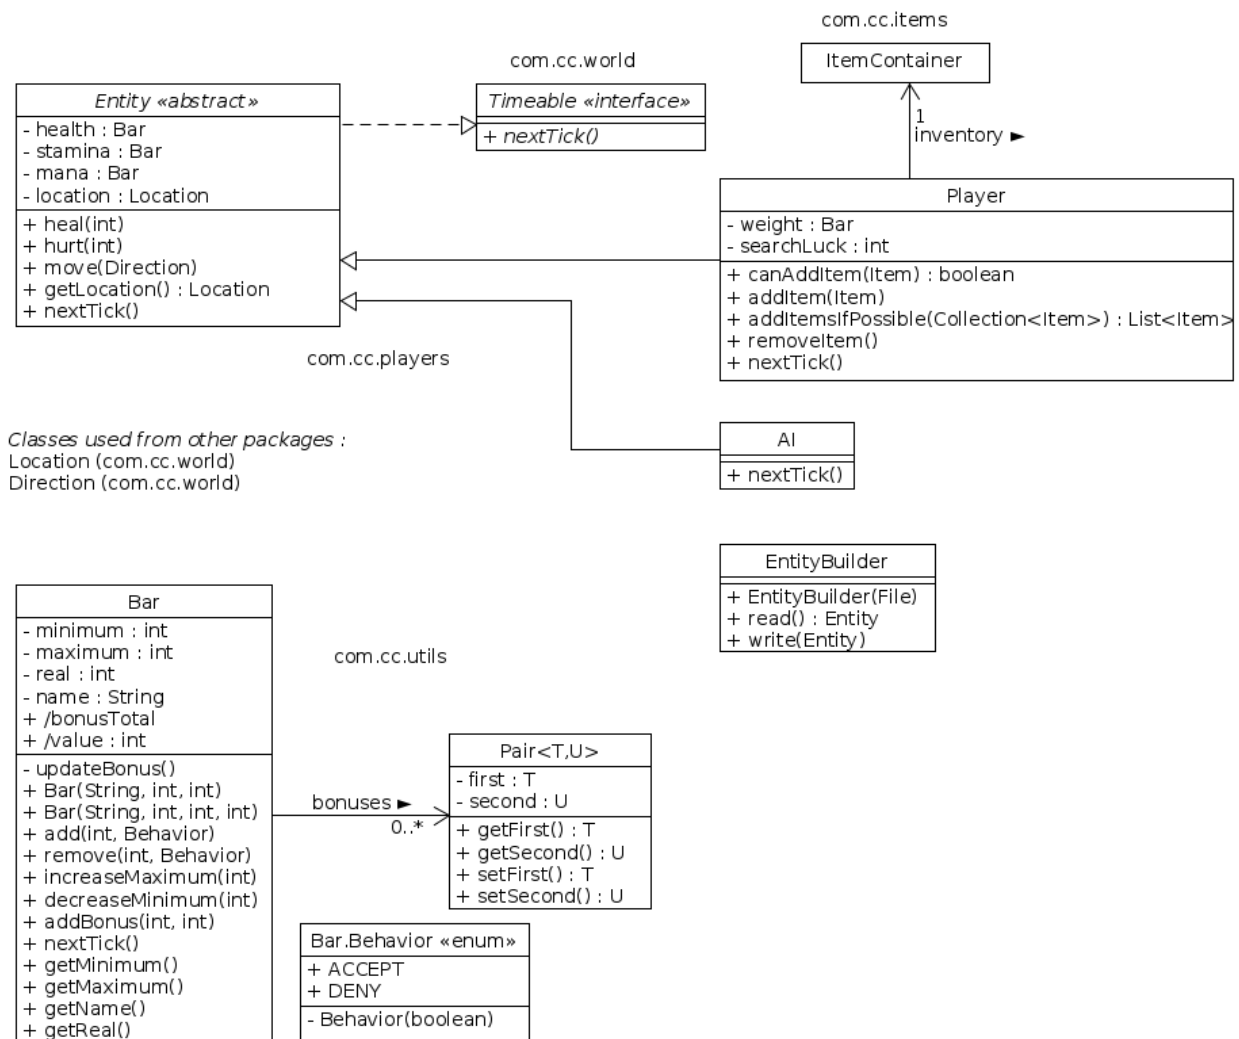 com.cc.items
ItemContainer
com.cc.world
Entity «abstract»
- health : Bar
- stamina : Bar
- mana : Bar
- location : Location
+ heal(int)
+ hurt(int)
+ move(Direction)
+ getLocation() : Location
+ nextTick()
Timeable «interface»
+ nextTick()
1
inventory ►
Player
- weight : Bar
- searchLuck : int
+ canAddItem(Item) : boolean
+ addItem(Item)
+ addItemsIfPossible(Collection<Item>) : List<Item>
+ removeItem()
+ nextTick()
com.cc.players
AI
+ nextTick()
Classes used from other packages :
Location (com.cc.world)
Direction (com.cc.world)
EntityBuilder
+ EntityBuilder(File)
+ read() : Entity
+ write(Entity)
Bar
- minimum : int
- maximum : int
- real : int
- name : String
+ /bonusTotal
+ /value : int
- updateBonus()
+ Bar(String, int, int)
+ Bar(String, int, int, int)
+ add(int, Behavior)
+ remove(int, Behavior)
+ increaseMaximum(int)
+ decreaseMinimum(int)
+ addBonus(int, int)
+ nextTick()
+ getMinimum()
+ getMaximum()
+ getName()
+ getReal()
com.cc.utils
bonuses ►
0..*
Pair<T,U>
- first : T
- second : U
+ getFirst() : T
+ getSecond() : U
+ setFirst() : T
+ setSecond() : U
Bar.Behavior «enum»
+ ACCEPT
+ DENY
- Behavior(boolean)